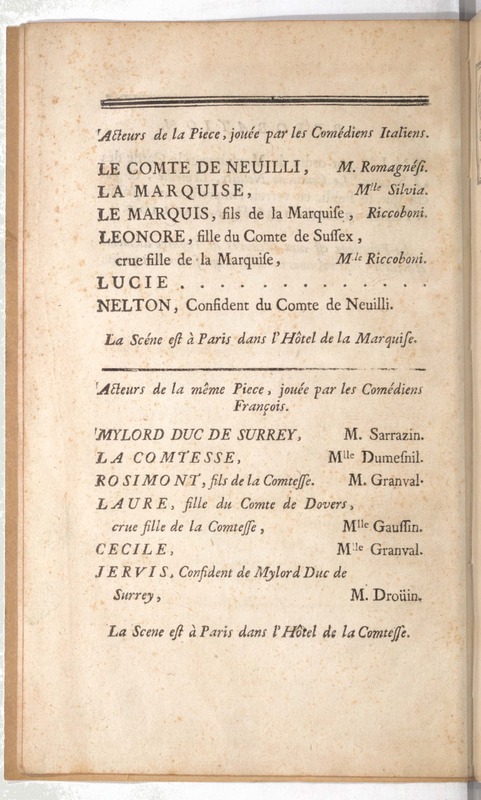 Acteurs de la Piece, jouée par les Comédiens Italiens.
LE COMTE DE NEUILLI, M. Romagnéſi.
LA MARQUISE, Mlle Silvia.
LE MARQUIS, fils de la Marquiſe, Riccoboni.
LEONORE, fille du Comte de Suſſex,
crue fille de la Marquiſe, Mlle Riccoboni.
LUCIE . . . . . . . . . . . .
NELTON, Confident du Comte de Neuilli.
La Scéne eſt à Paris dans l'Hôtel de la Marquiſe.
Acteurs de la même Piece, jouée par les Comédiens
François.
MYLORD DUC DE SURREY, M. Sarrazin.
LA COMTESSE, Mlle Dumeſnil.
ROSIMONT, fils de la Comteſſe. M. Granval.
LAURE, fille du Comte de Dovers,
crue fille de la Comteſſe, Mlle Gauſſin.
CECILE, Mlle Granval.
JERVIS, Confident de Mylord Duc de
Surrey, M. Droüin.
La Scene eſt à Paris dans l'Hôtel de la Comteſſe.